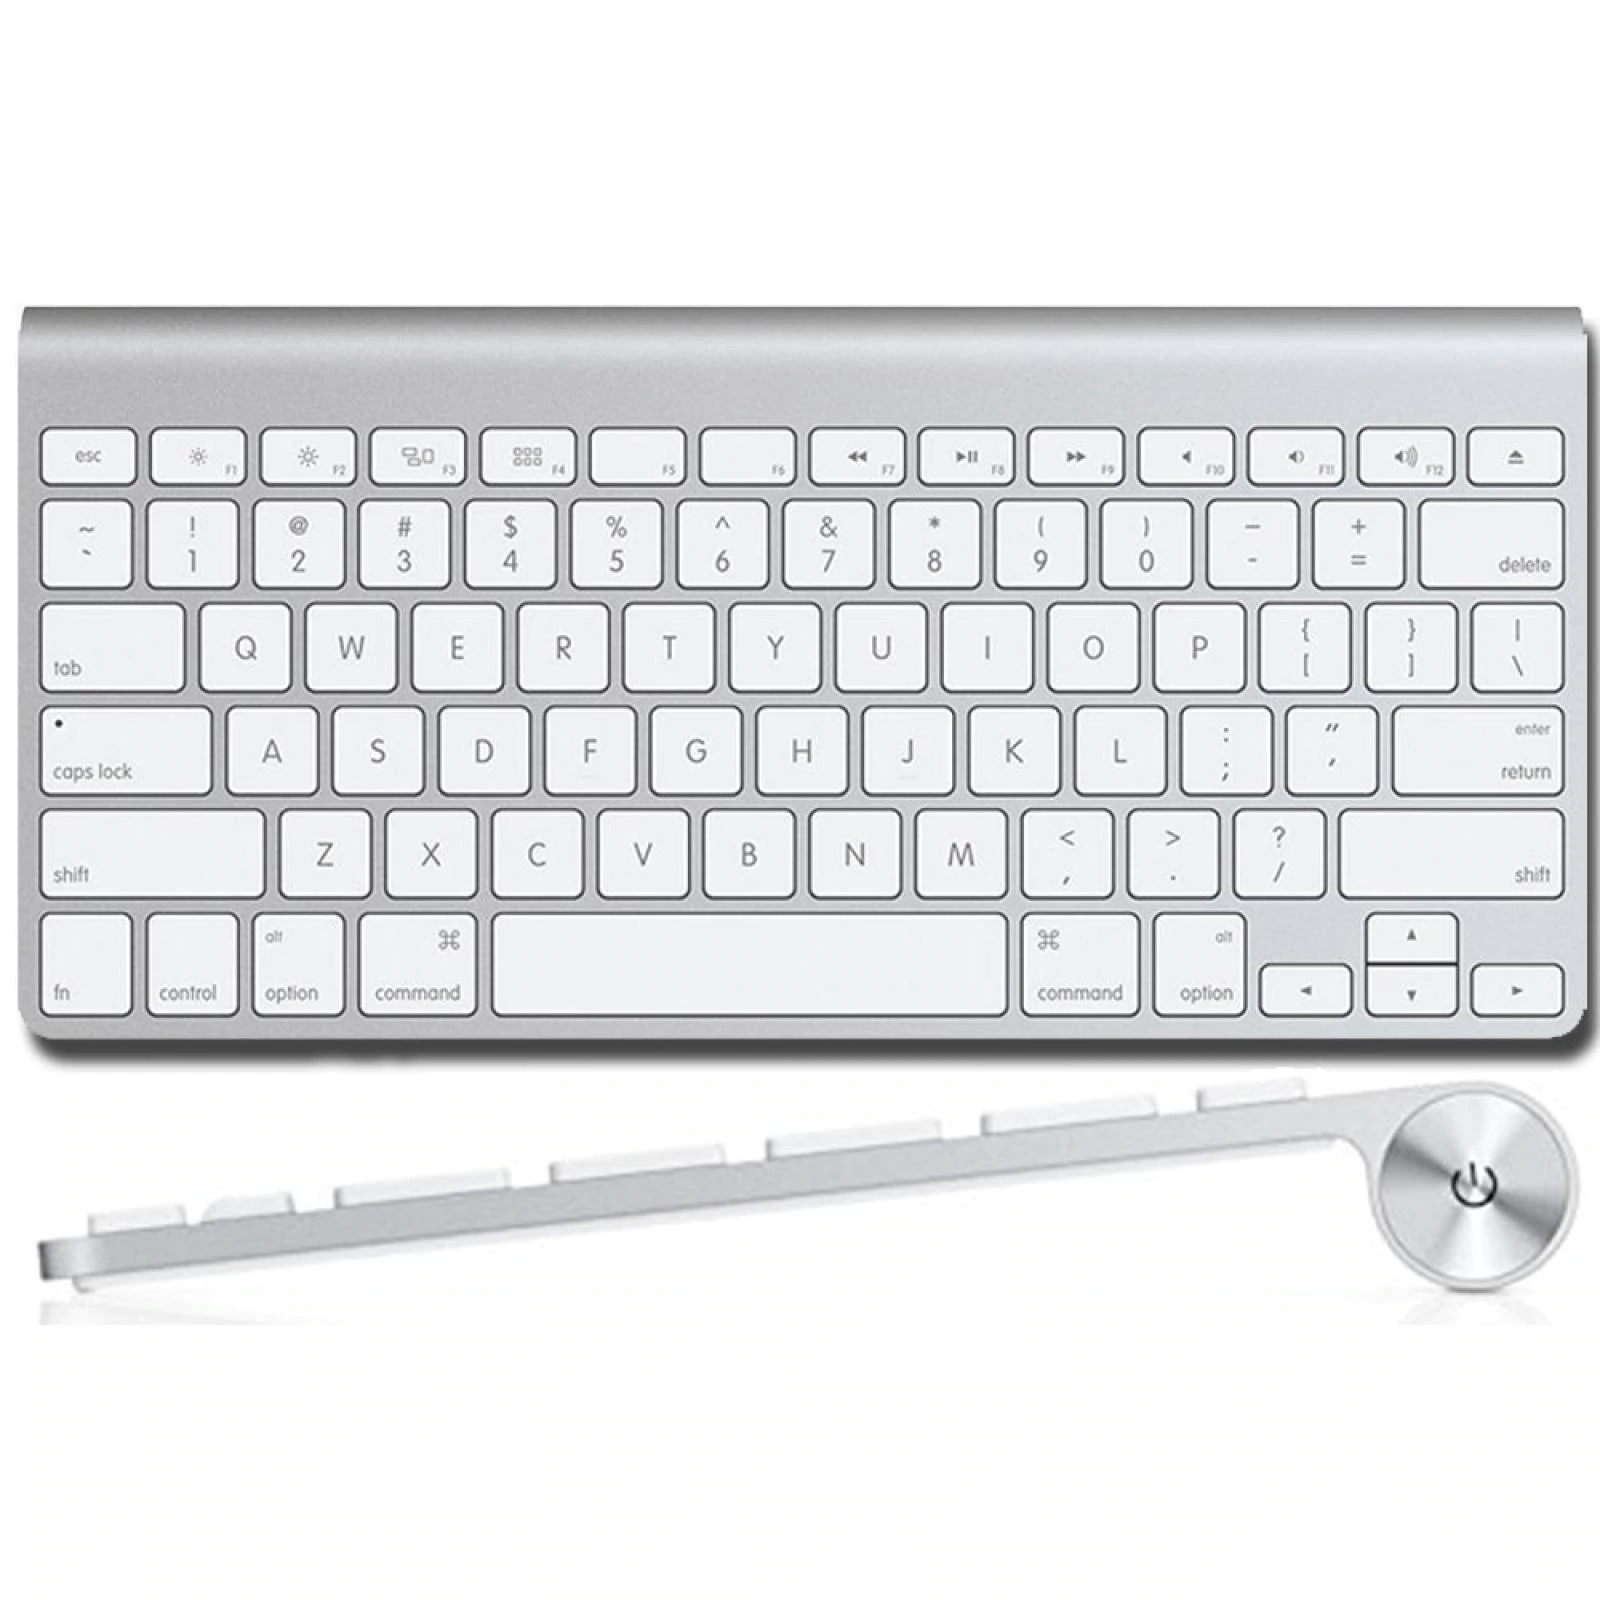 esc F1 F2 F3 F4 F5 F6 F7 F8 F9 F10 F11 F12
~ ! @ # $ % ^ & * ( ) — +
` 1 2 3 4 5 6 7 8 9 0 - = delete
tab Q W E R T Y U I O P { [ } ] | \
caps lock A S D F G H J K L : ; " ' enter return
shift Z X C V B N M < , > . ? / shift
fn control alt option ⌘ command ⌘ command alt option